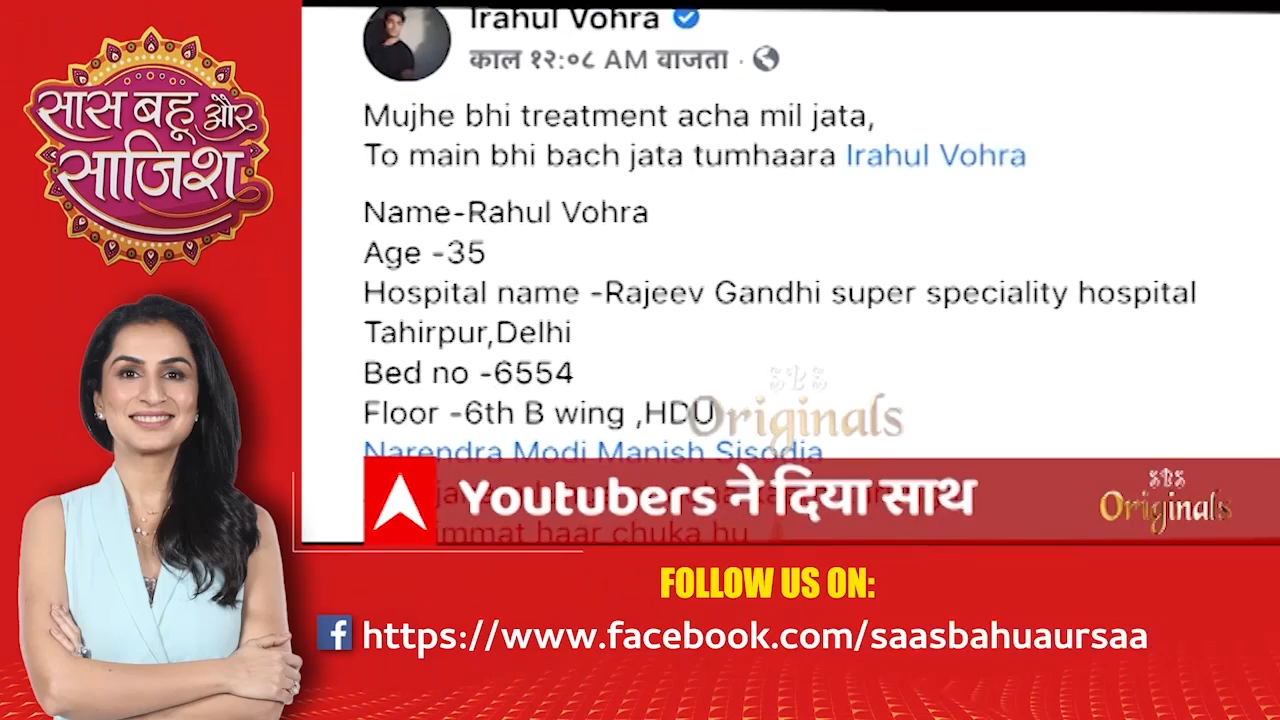 सास बहू और
साजिश
Irahul Vohra
काल १२:०८ AM वाजता ·
Mujhe bhi treatment acha mil jata,
To main bhi bach jata tumhaara Irahul Vohra
Name-Rahul Vohra
Age -35
Hospital name -Rajeev Gandhi super speciality hospital
Tahirpur,Delhi
Bed no -6554
Floor -6th B wing ,HDU
SBS
Originals
Narendra Modi Manish Sisodia
Youtubers ने दिया साथ
SBS
Originals
haar chuka hu
FOLLOW US ON:
https://www.facebook.com/saasbahuaursaa